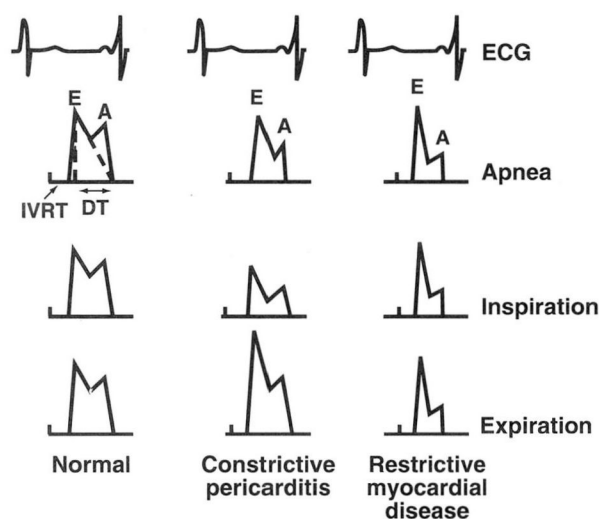 ECG
E
A
E
A
E
A
Apnea
IVRT
DT
Inspiration
Expiration
Normal
Constrictive
pericarditis
Restrictive
myocardial
disease